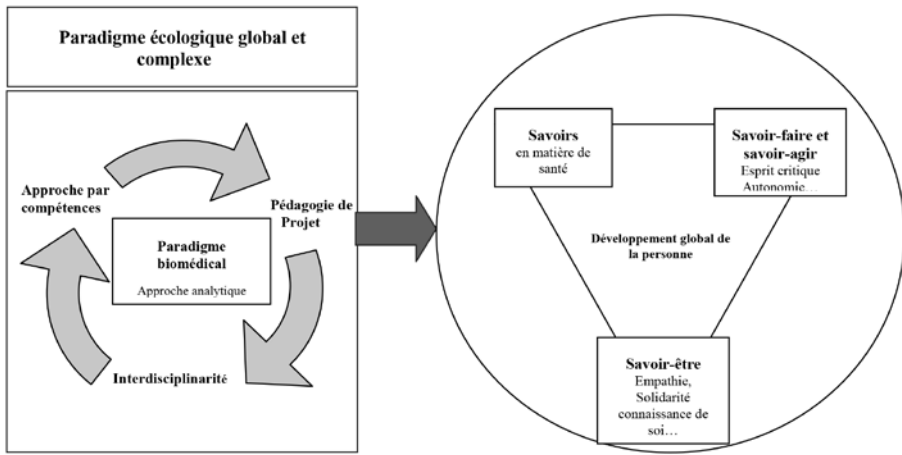 Paradigme écologique global et
complexe
Approche par
compétences
Pédagogie de
Projet
Paradigme
biomédical
Approche analytique
Interdisciplinarité
Savoirs
en matière de
santé
Savoir-faire et
savoir-agir
Esprit critique
Autonomie…
Développement global de
la personne
Savoir-être
Empathie,
Solidarité
connaissance de
soi…